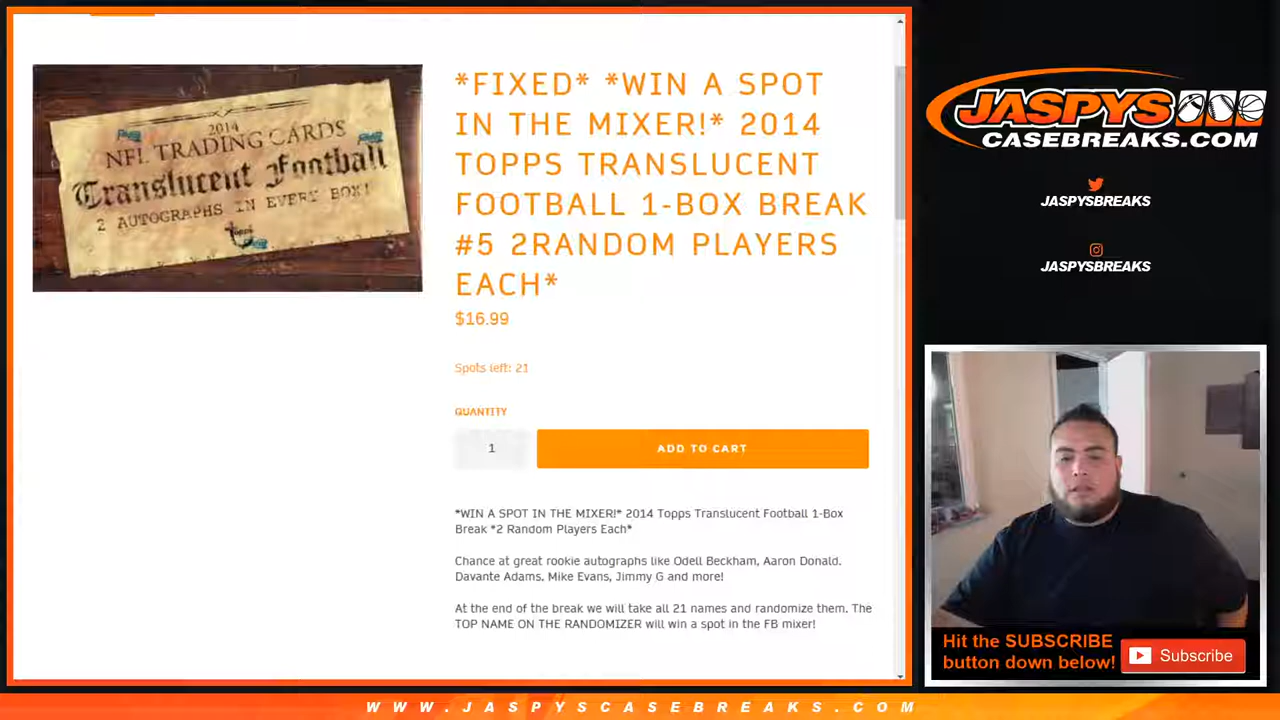 2014
NFL TRADING CARDS
Translucent Football
2 AUTOGRAPHS IN EVERY BOX!
*FIXED* *WIN A SPOT
IN THE MIXER!* 2014
TOPPS TRANSLUCENT
FOOTBALL 1-BOX BREAK
#5 2RANDOM PLAYERS
EACH*
$16.99
Spots left: 21
QUANTITY
1
ADD TO CART
*WIN A SPOT IN THE MIXER!* 2014 Topps Translucent Football 1-Box
Break *2 Random Players Each*
Chance at great rookie autographs like Odell Beckham, Aaron Donald,
Davante Adams, Mike Evans, Jimmy G and more!
At the end of the break we will take all 21 names and randomize them. The
TOP NAME ON THE RANDOMIZER will win a spot in the FB mixer!
JASPYS
CASEBREAKS.COM
JASPYSBREAKS
JASPYSBREAKS
Hit the SUBSCRIBE
button down below!
Subscribe
WWW.JASPYSCASEBREAKS.COM